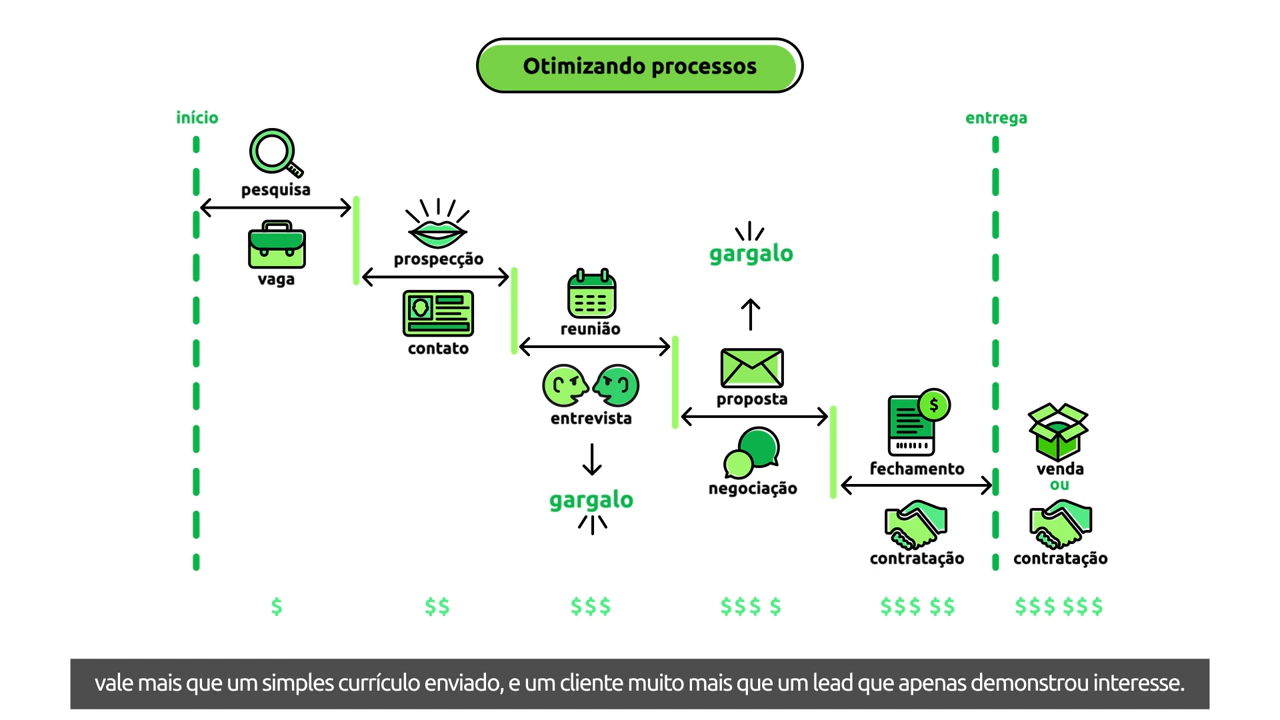 Otimizando processos
início
entrega
pesquisa
vaga
prospecção
contato
reunião
entrevista
gargalo
gargalo
proposta
negociação
$
fechamento
contratação
venda
ou
contratação
$ $$ $$$ $$$ $ $$$ $$ $$$ $$$
vale mais que um simples currículo enviado, e um cliente muito mais que um lead que apenas demonstrou interesse.